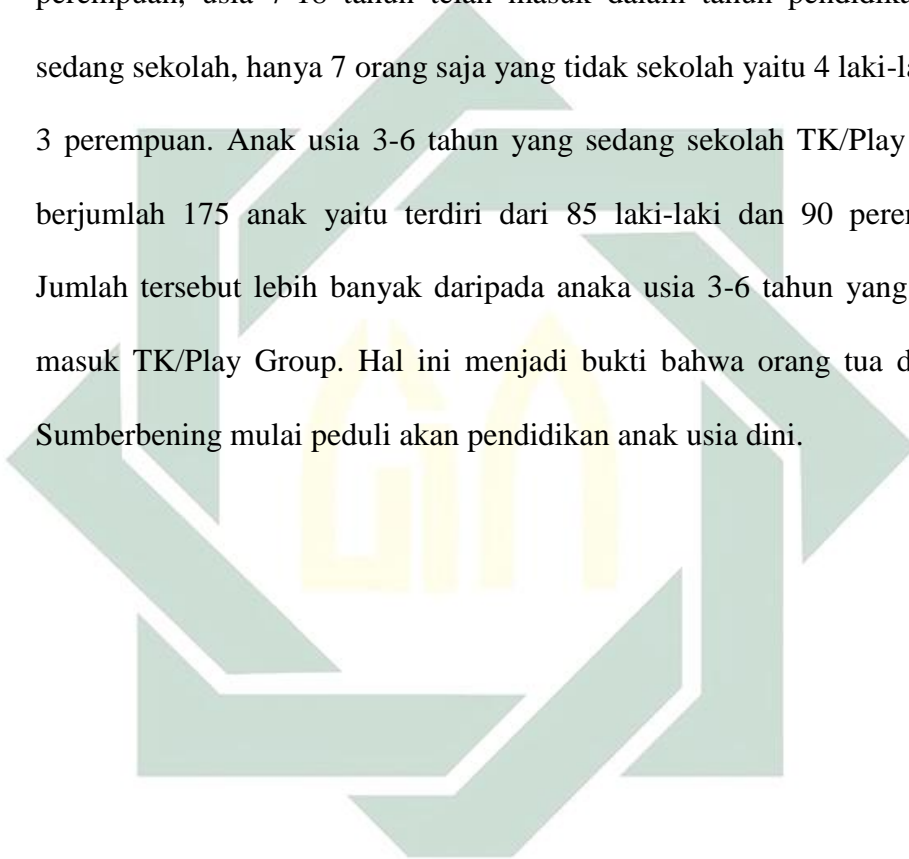 sedang sekolah, hanya 7 orang saja yang tidak sekolah yaitu 4 laki-la
3 perempuan. Anak usia 3-6 tahun yang sedang sekolah TK/Play
berjumlah 175 anak yaitu terdiri dari 85 laki-laki dan 90 perem
Jumlah tersebut lebih banyak daripada anaka usia 3-6 tahun yang
masuk TK/Play Group. Hal ini menjadi bukti bahwa orang tua d
Sumberbening mulai peduli akan pendidikan anak usia dini.